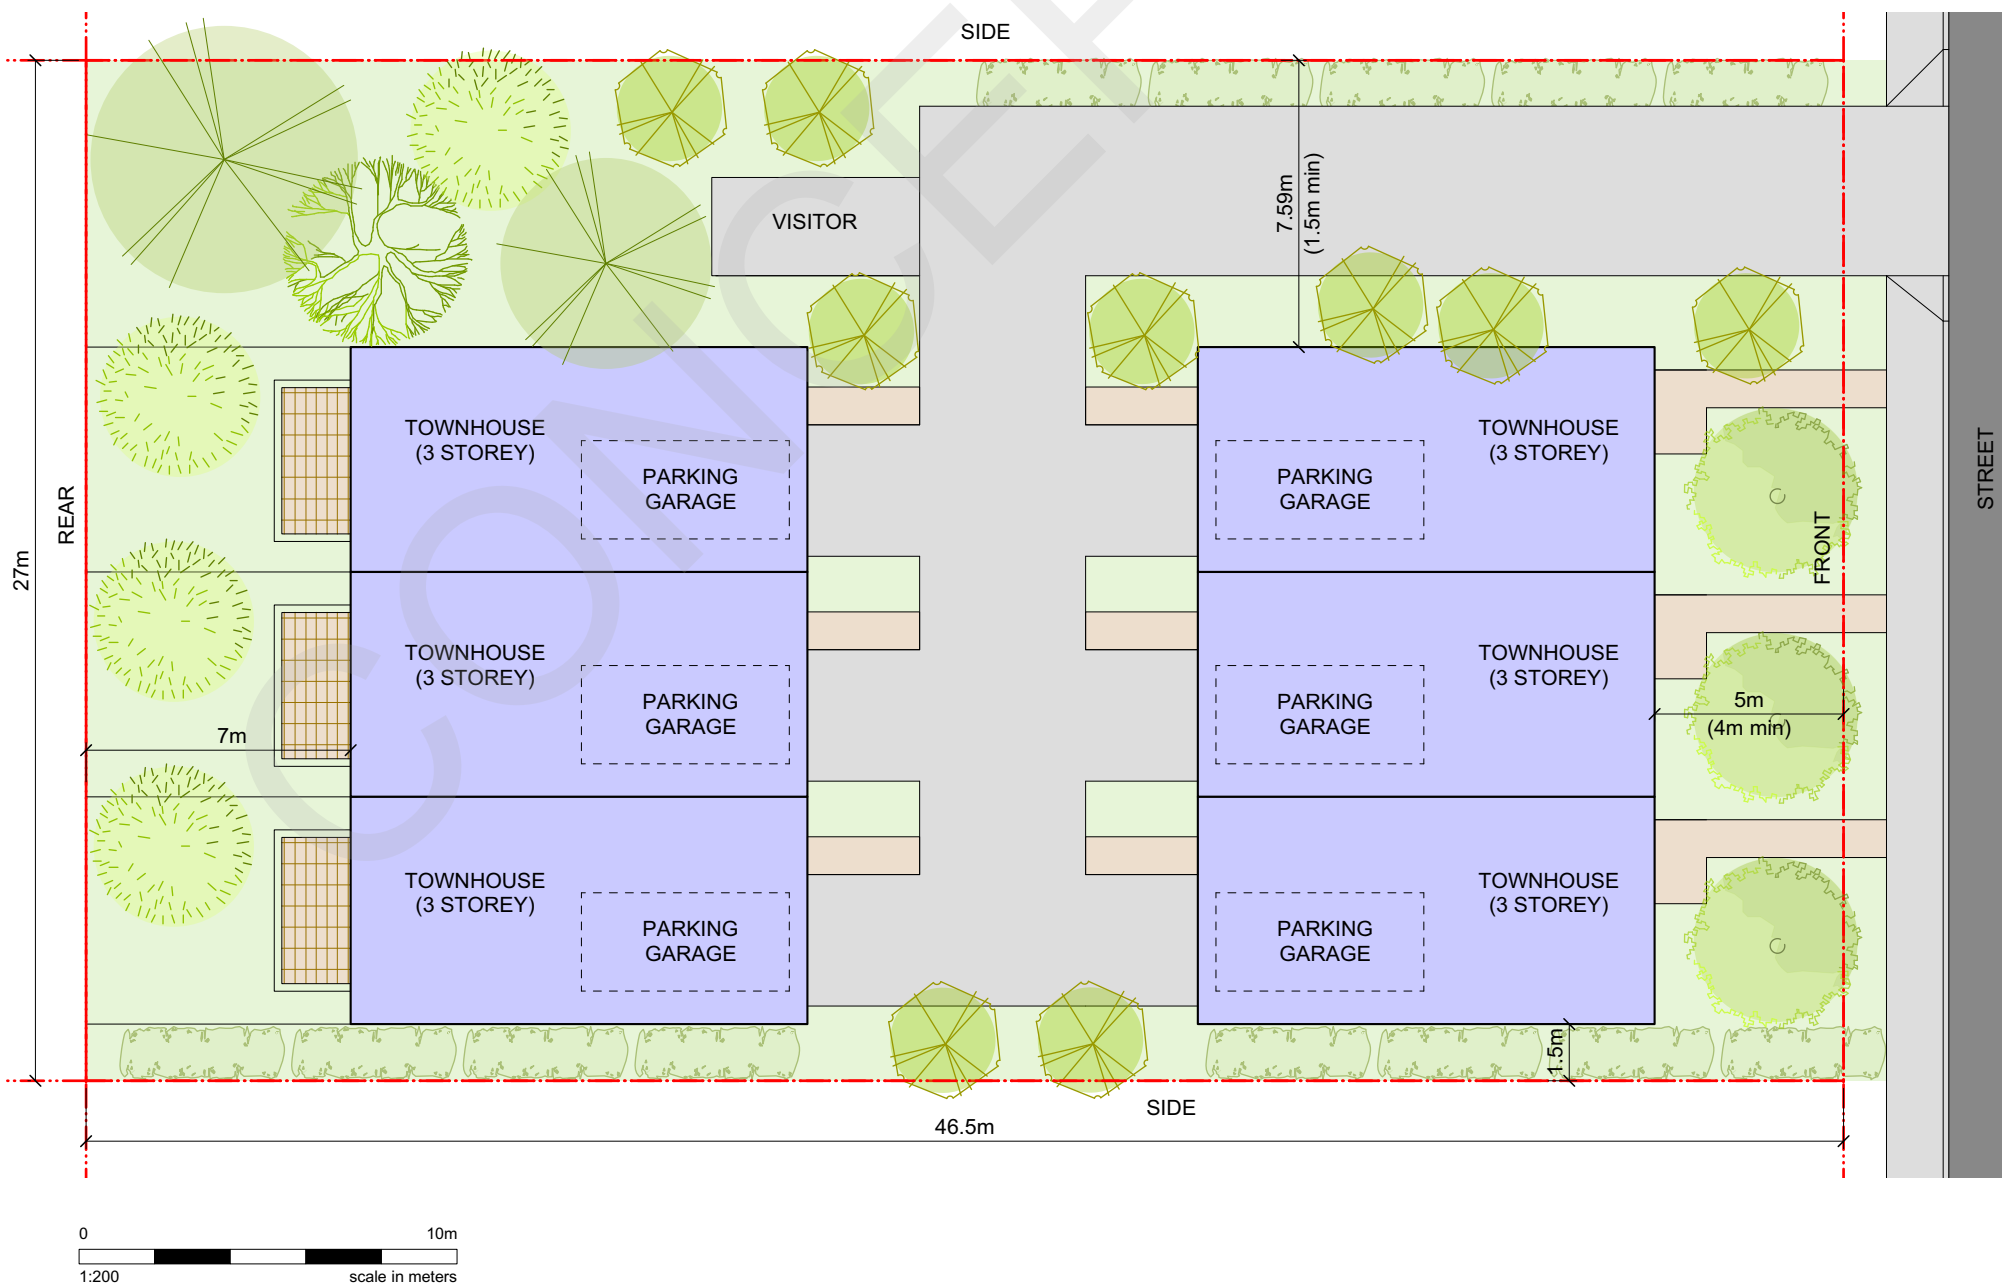 SIDE
7.59m
(1.5m min)
VISITOR
TOWNHOUSE
(3 STOREY)
PARKING
GARAGE
PARKING
GARAGE
TOWNHOUSE
(3 STOREY)
STREET
REAR
FRONT
27m
TOWNHOUSE
(3 STOREY)
PARKING
GARAGE
PARKING
GARAGE
TOWNHOUSE
(3 STOREY)
7m
5m
(4m min)
TOWNHOUSE
(3 STOREY)
PARKING
GARAGE
PARKING
GARAGE
TOWNHOUSE
(3 STOREY)
1.5m
SIDE
46.5m
0 10m
1:200 scale in meters
CONCEP